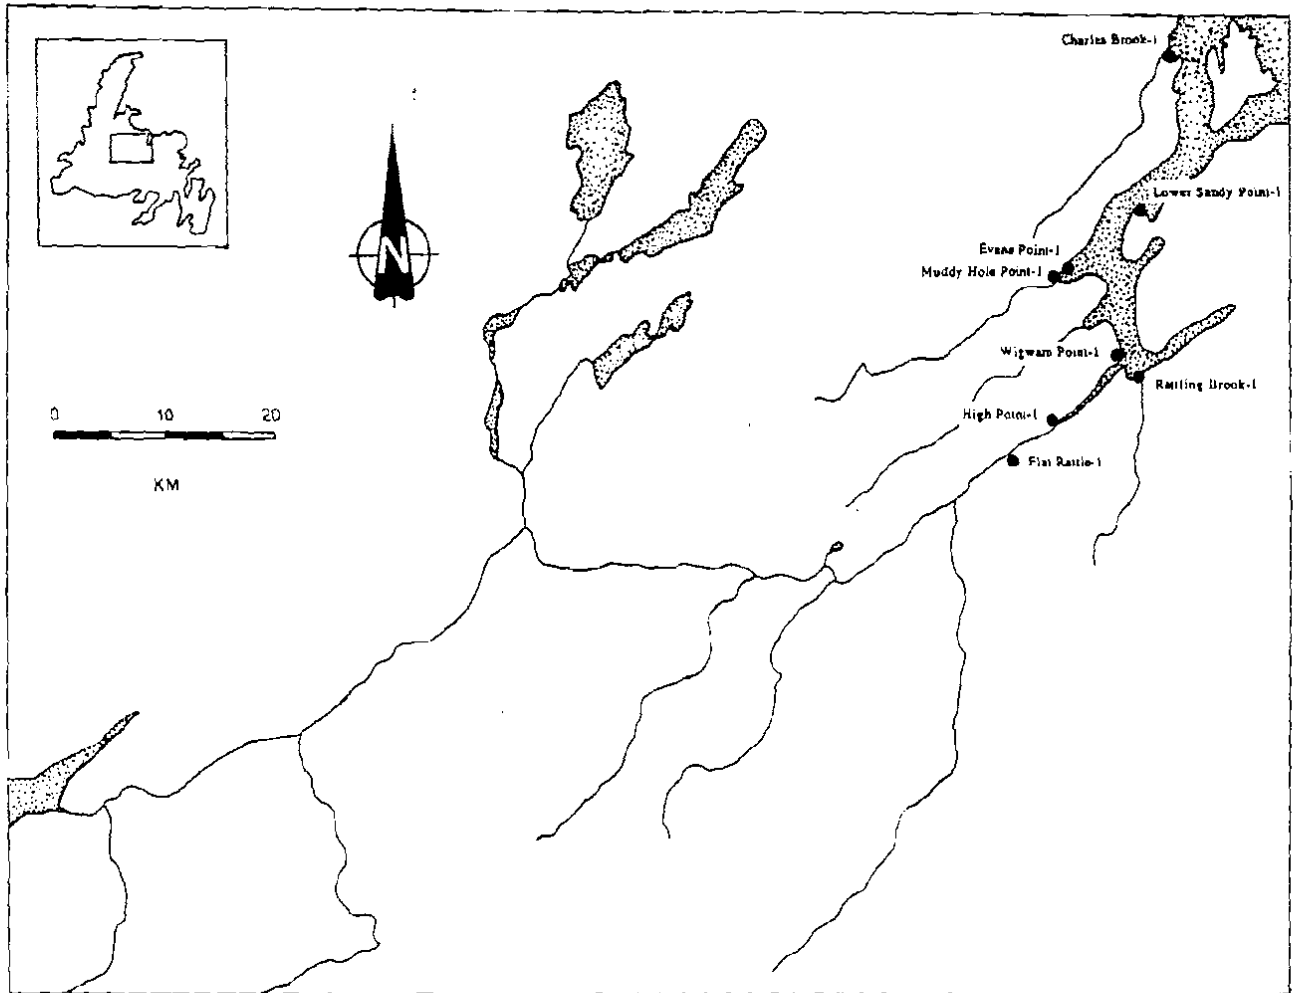 Charles Brook-1
Lower Sandy Point-1
Evans Point-1
Muddy Hole Point-1
N
Wigwam Point-1
Rattling Brook-1
0 10 20
High Point-1
Flat Rattle-1
KM